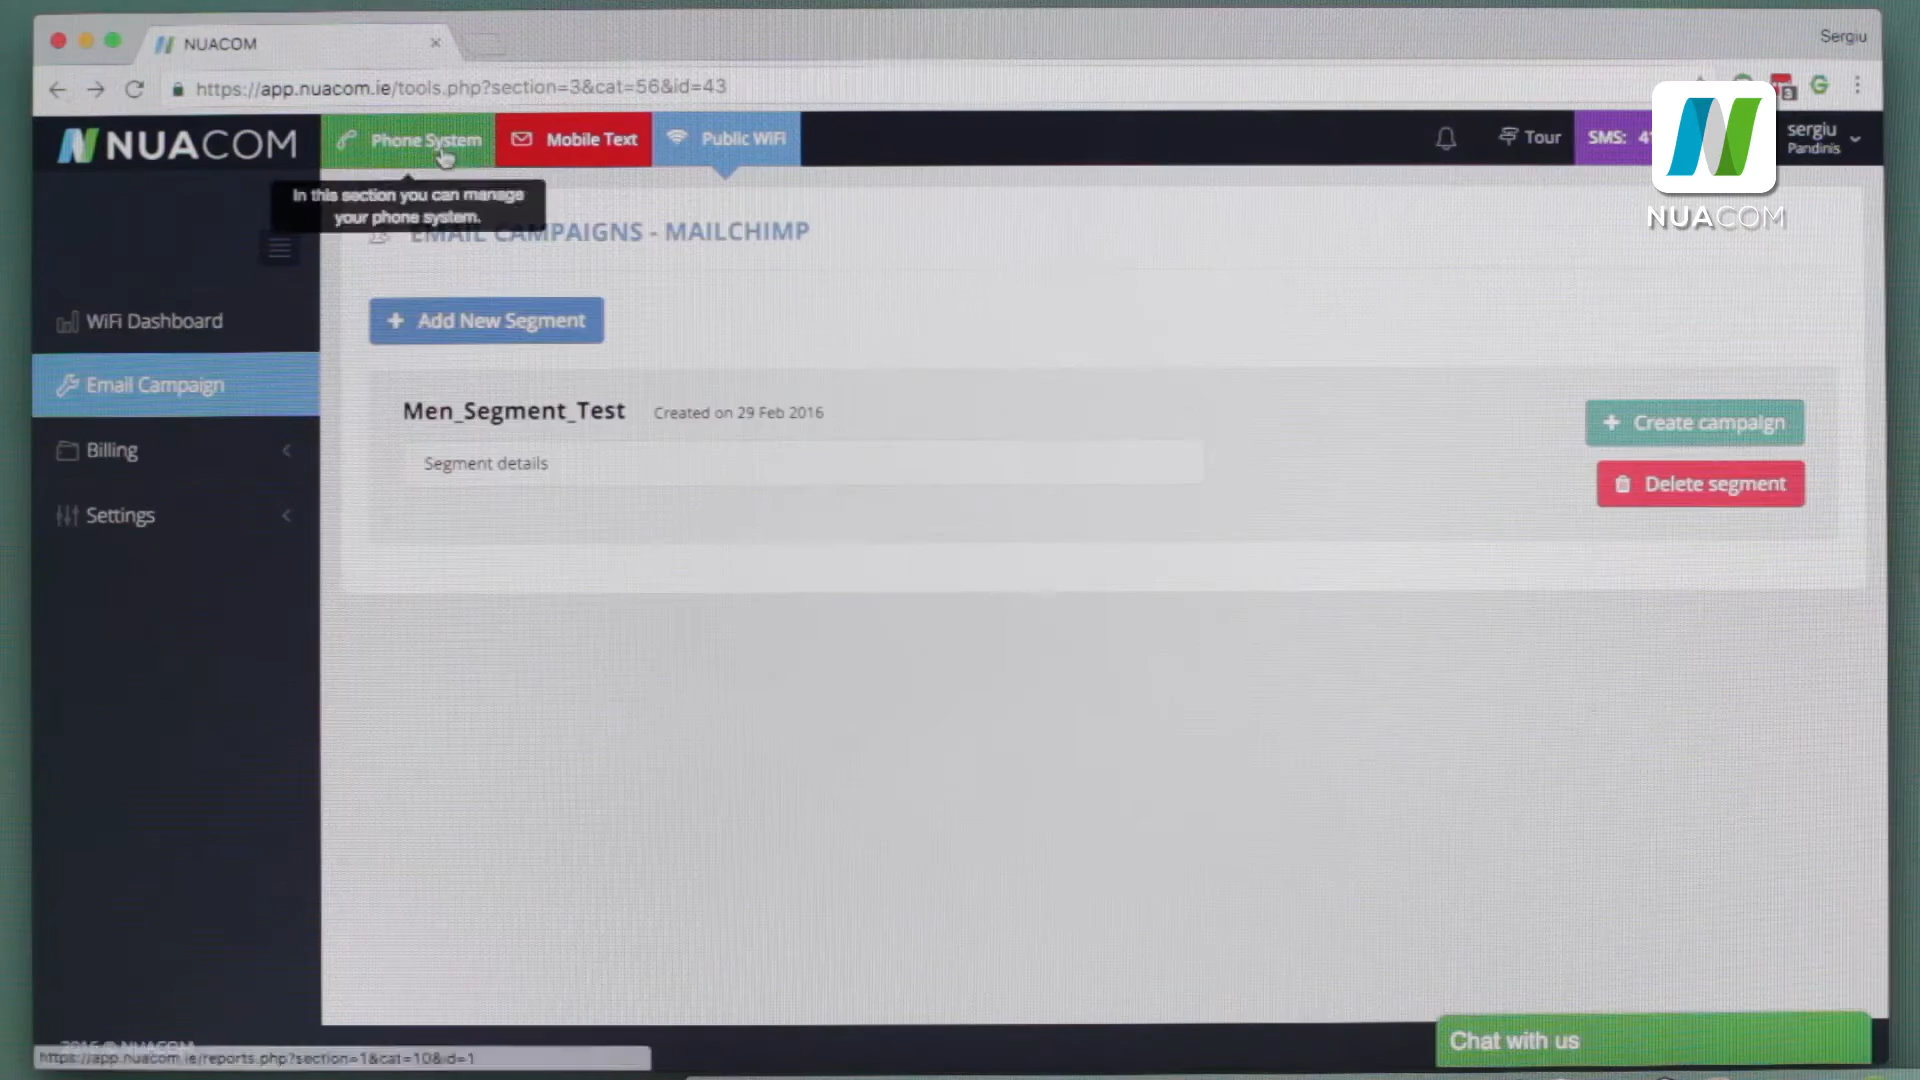 NUACOM
Sergiu
https://app.nuacom.ie/tools.php?section=3&cat=56&id=43
NUACOM
Phone System
Mobile Text
Public WiFi
Tour
SMS: 4
sergiu
Pandinis
NUACOM
In this section you can manage
your phone system.
EMAIL CAMPAIGNS - MAILCHIMP
Add New Segment
WiFi Dashboard
Email Campaign
Billing
Settings
Men_Segment_Test
Created on 29 Feb 2016
Segment details
Create campaign
Delete segment
2016 © NUACOM
https://app.nuacom.ie/reports.php?section=1&cat=10&id=1
Chat with us